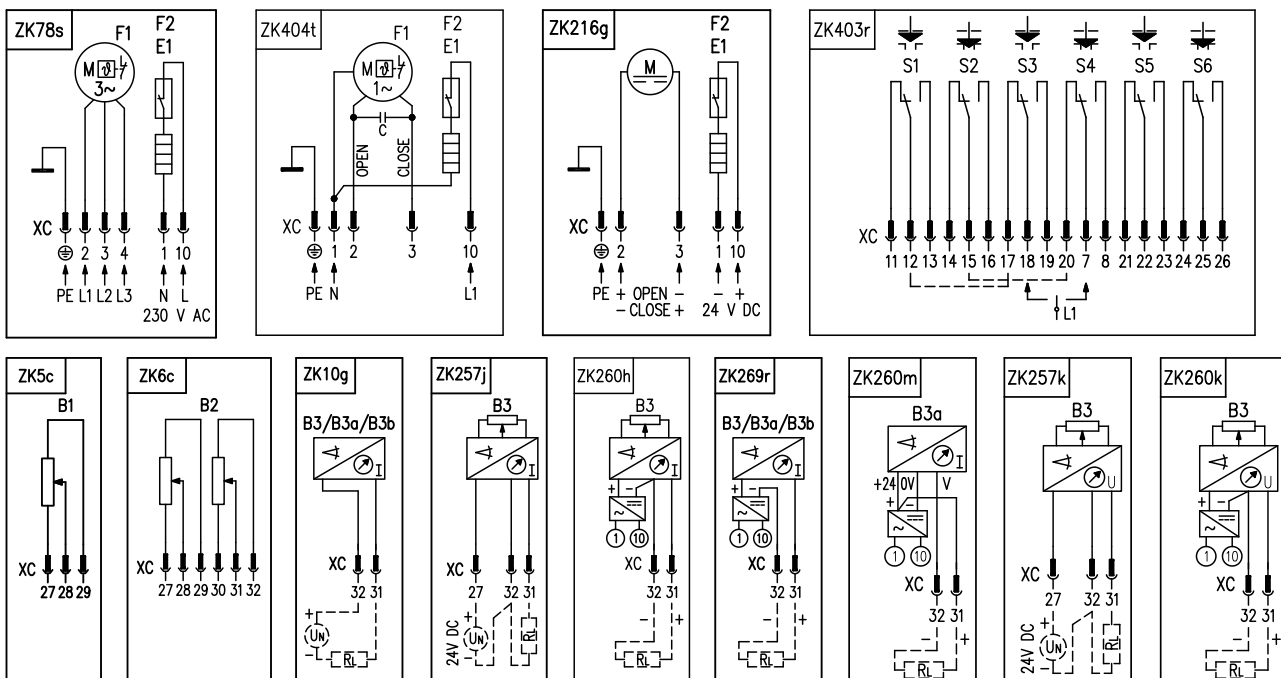 ZK78s
F1
F2
E1
M ϑ
3~
XC
2 3 4 1 10
PE L1 L2 L3 N L
230 V AC
ZK404t
F1
F2
E1
M ϑ
1~
C
OPEN
CLOSE
XC
1 2 3 10
PE N L1
ZK216g
F2
E1
M
XC
2 3 1 10
PE + OPEN – – +
– CLOSE + 24 V DC
ZK403r
S1 S2 S3 S4 S5 S6
XC
11 12 13 14 15 16 17 18 19 20 7 8 21 22 23 24 25 26
L1
ZK5c
B1
XC
27 28 29
ZK6c
B2
XC
27 28 29 30 31 32
ZK10g
B3/B3a/B3b
I
XC
32 31
+
UN
–
RL
ZK257j
B3
I
XC
27 32 31
24V DC
+
UN
–
RL
ZK260h
B3
I
+ –
~
1 10
XC
32 31
– +
RL
ZK269r
B3/B3a/B3b
I
+ –
~
1 10
XC
32 31
– +
RL
ZK260m
B3a
I
+24 0V V
+ –
~
1 10
XC
32 31
– +
RL
ZK257k
B3
U
XC
27 32 31
24V DC
+
UN
–
RL
ZK260k
B3
U
+ –
~
1 10
XC
32 31
– +
RL